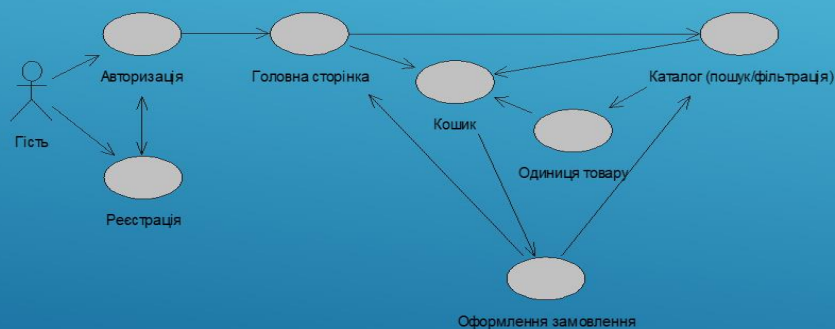 Авторизація
Головна сторінка
Каталог (пошук/фільтрація)
Кошик
Гість
Одиниця товару
Реєстрація
Оформлення замовлення